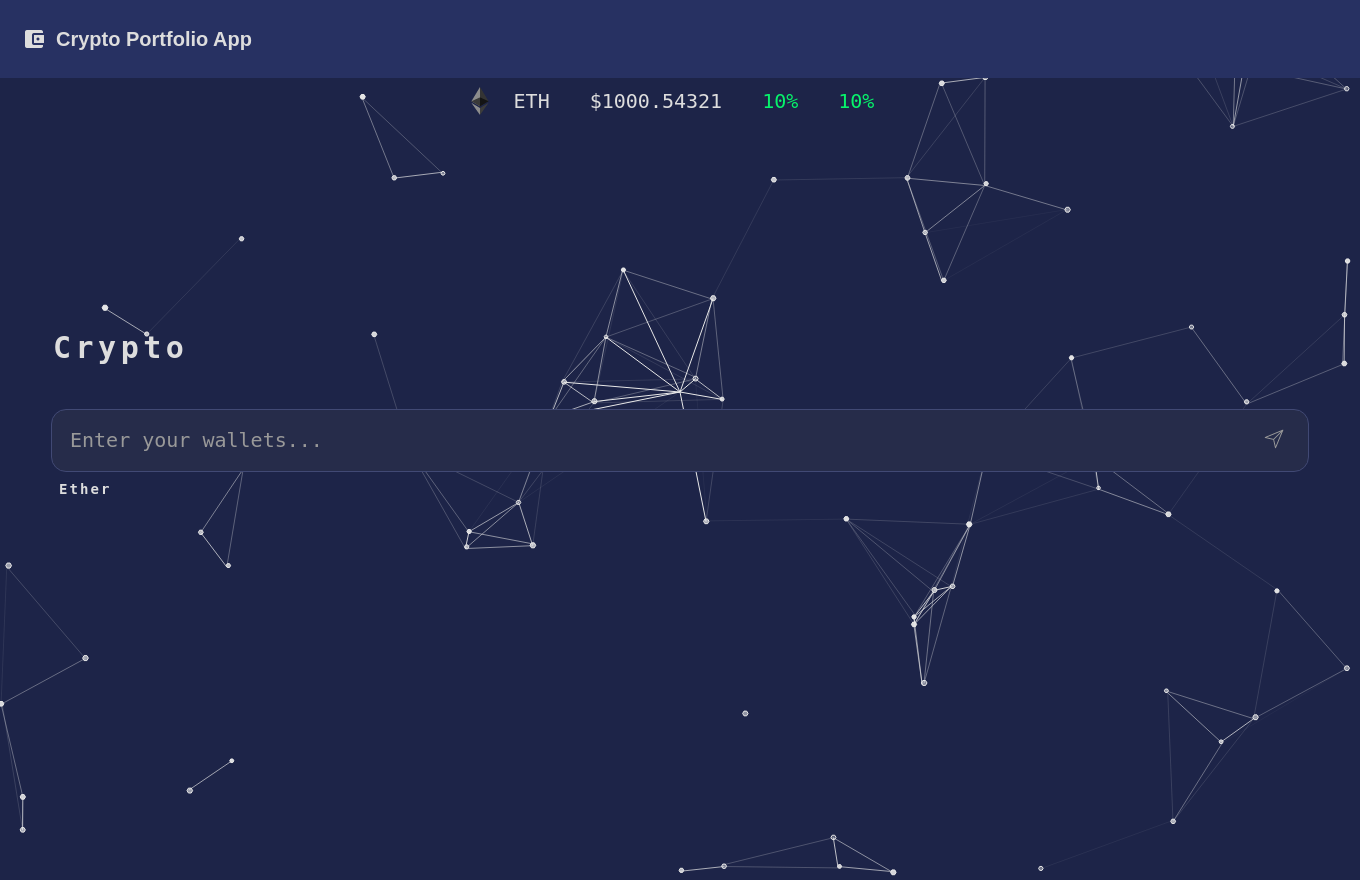 Crypto Portfolio App
ETH $1000.54321 10% 10%
Crypto
Enter your wallets...
Ether